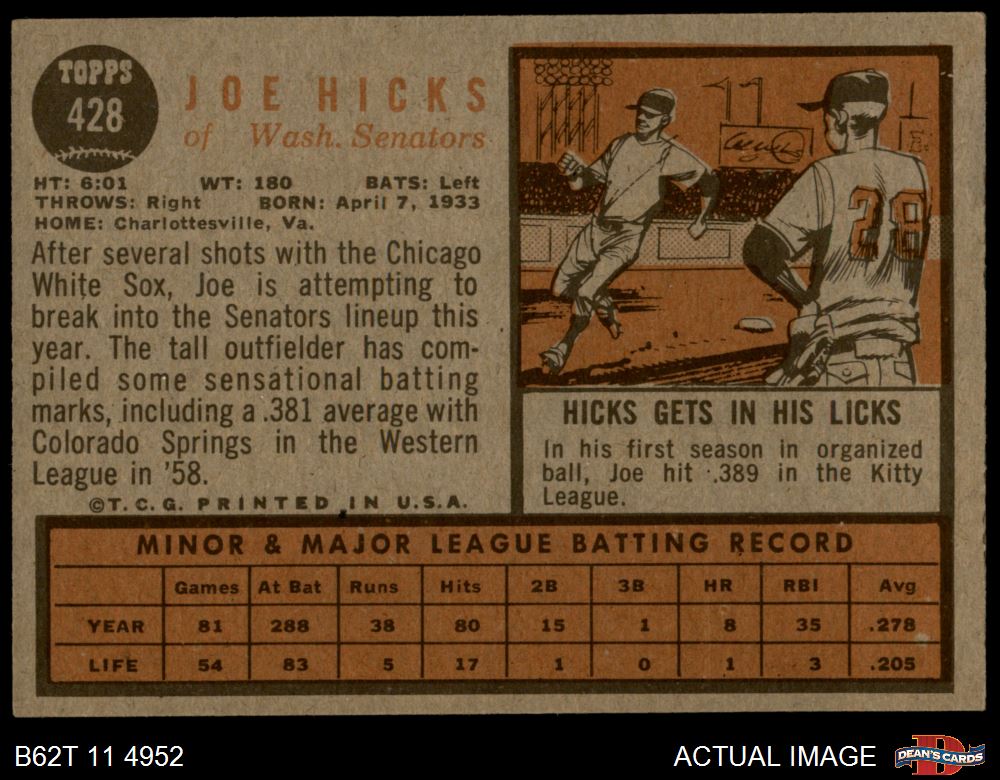 TOPPS
428
JOE HICKS
of Wash. Senators
HT: 6:01 WT: 180 BATS: Left
THROWS: Right BORN: April 7, 1933
HOME: Charlottesville, Va.
After several shots with the Chicago
White Sox, Joe is attempting to
break into the Senators lineup this
year. The tall outfielder has com-
piled some sensational batting
marks, including a .381 average with
Colorado Springs in the Western
League in '58.
©T.C.G. PRINTED IN U.S.A.
28
HICKS GETS IN HIS LICKS
In his first season in organized
ball, Joe hit .389 in the Kitty
League.
MINOR & MAJOR LEAGUE BATTING RECORD
Games At Bat Runs Hits 2B 3B HR RBI Avg
YEAR 81 288 38 80 15 1 8 35 .278
LIFE 54 83 5 17 1 0 1 3 .205
B62T 11 4952 ACTUAL IMAGE DEAN'S CARDS